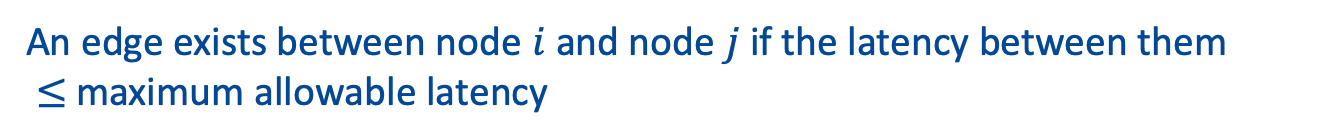 An edge exists between node i and node j if the latency between them
≤ maximum allowable latency